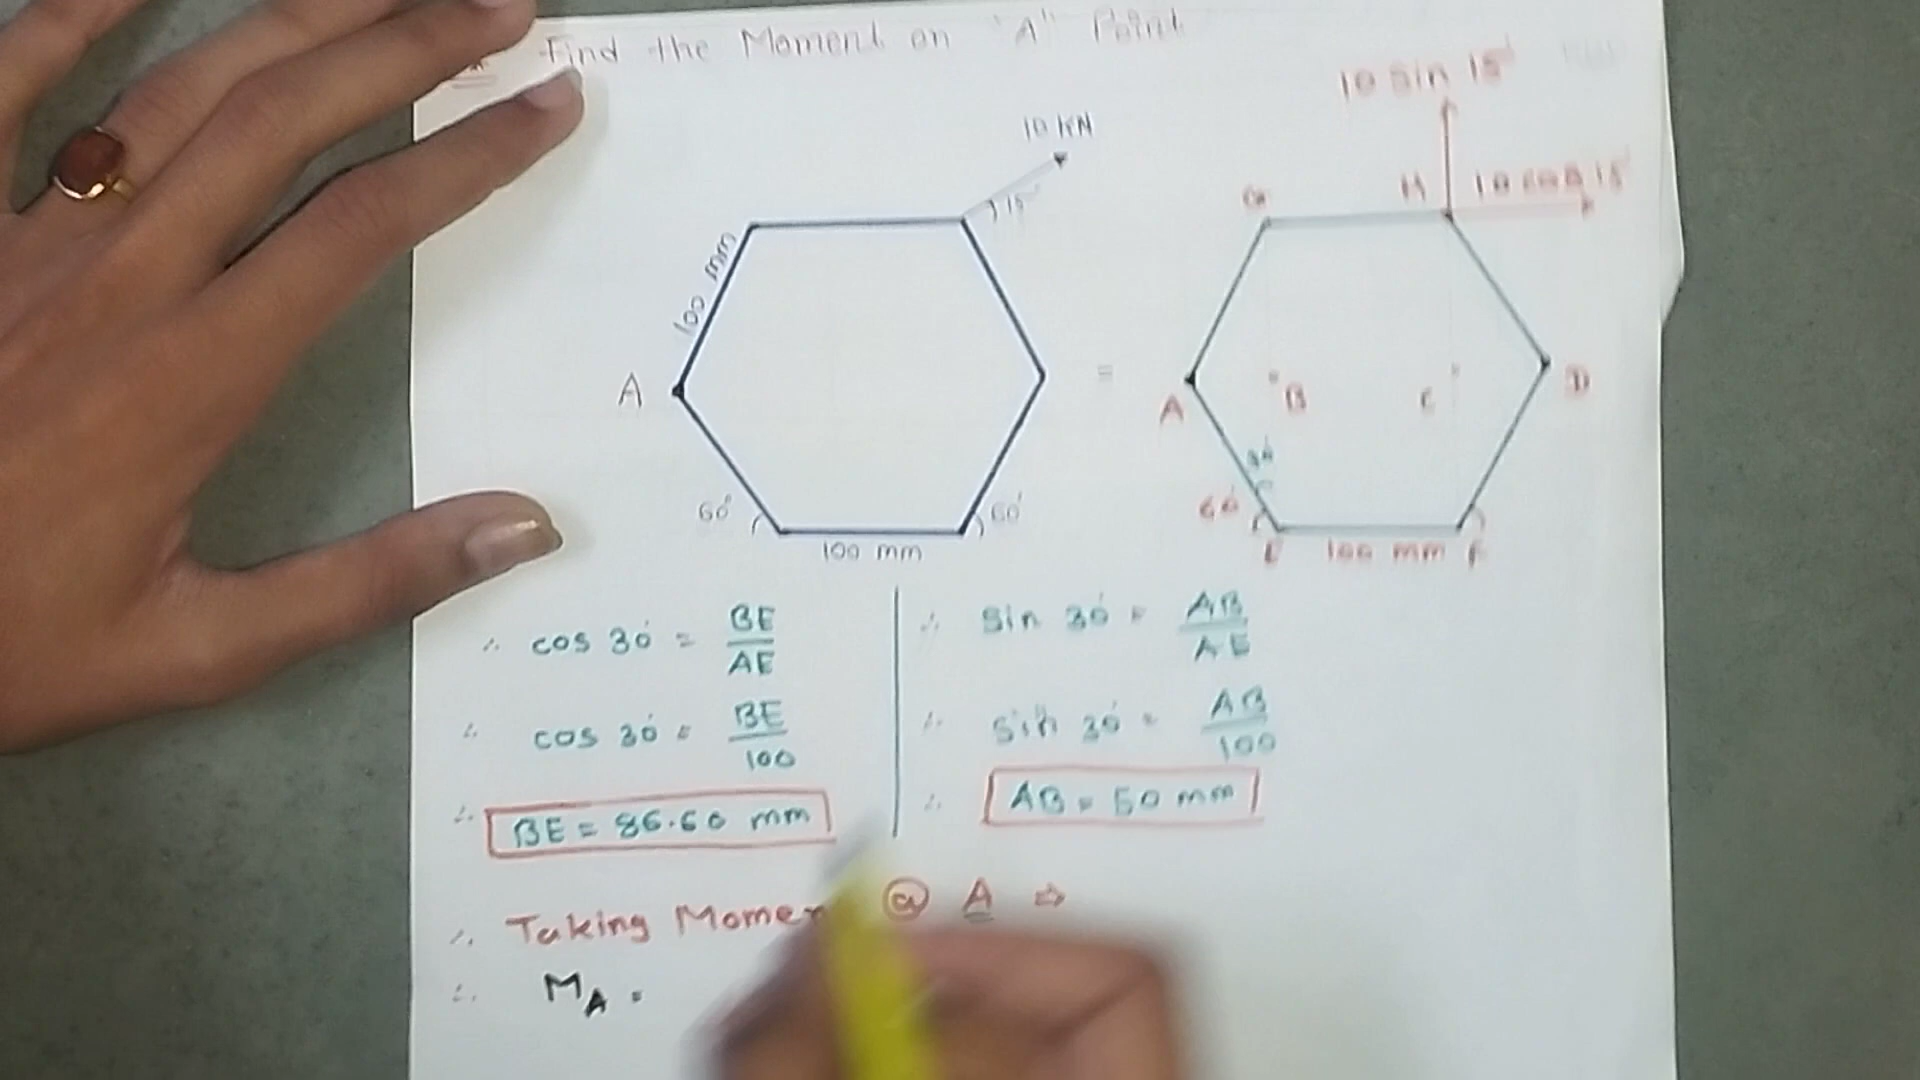 Find the Moment on "A" Point
10 KN
15°
100 mm
A
60°
60°
100 mm
=
10 sin 15°
10 cos 15°
G
H
A
B
C
D
30°
60°
E
100 mm
F
∴ cos 30° = BE / AE
∴ cos 30° = BE / 100
∴ BE = 86.60 mm
∴ sin 30° = AB / AE
∴ sin 30° = AB / 100
∴ AB = 50 mm
∴ Taking Moment @ A ⇒
∴ MA =